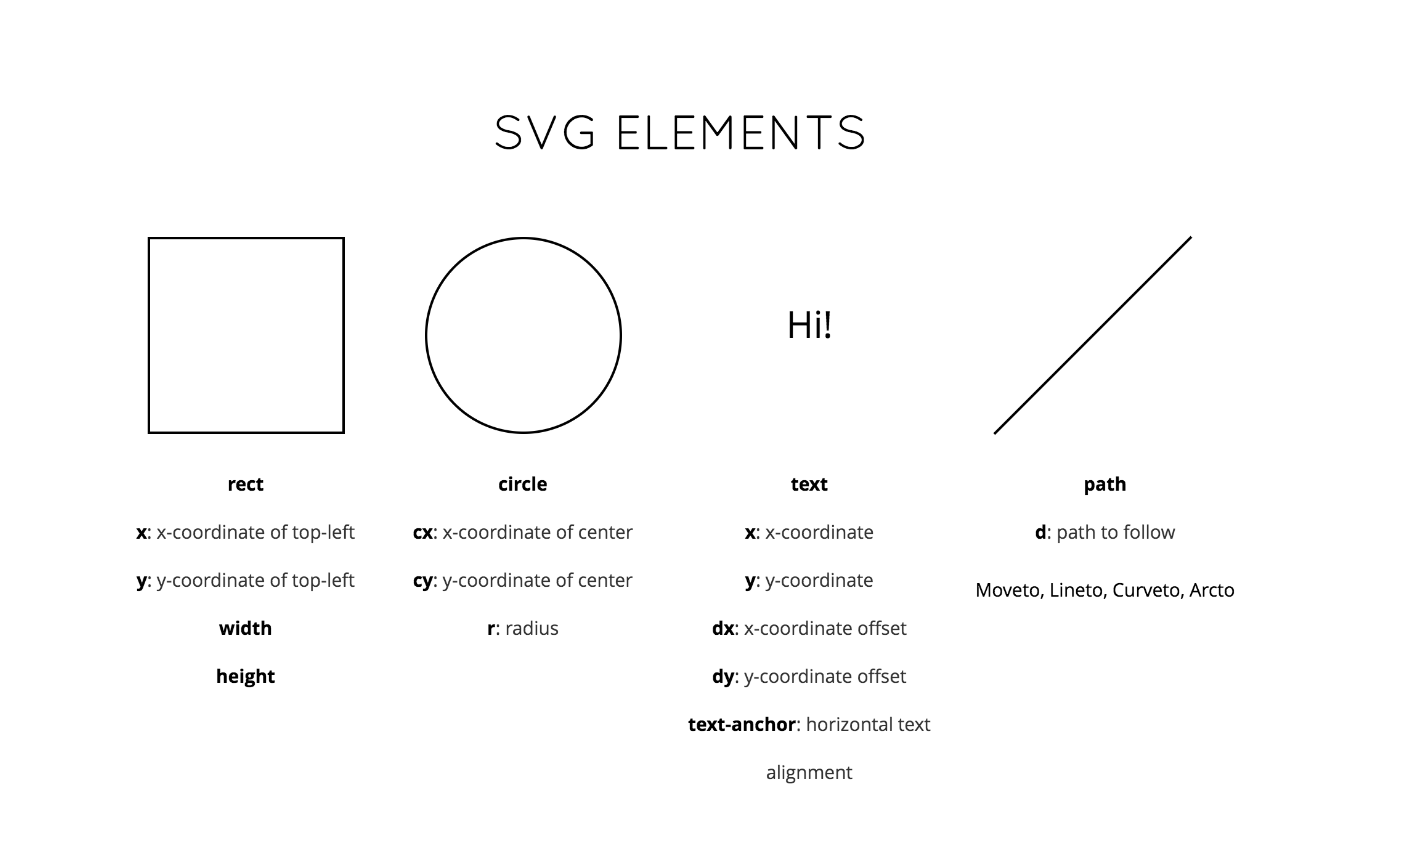 SVG ELEMENTS
Hi!
rect
x: x-coordinate of top-left
y: y-coordinate of top-left
width
height
circle
cx: x-coordinate of center
cy: y-coordinate of center
r: radius
text
x: x-coordinate
y: y-coordinate
dx: x-coordinate offset
dy: y-coordinate offset
text-anchor: horizontal text
alignment
path
d: path to follow
Moveto, Lineto, Curveto, Arcto